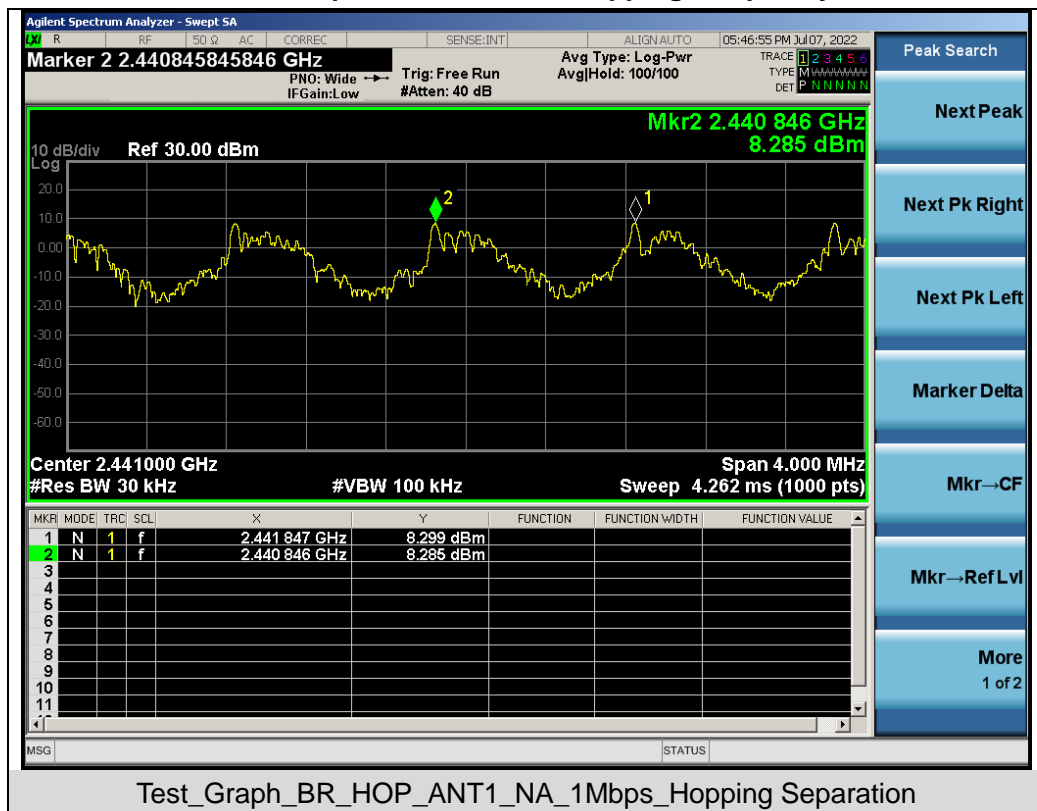 Agilent Spectrum Analyzer - Swept SA
LXI R RF 50 Ω AC CORREC SENSE:INT ALIGN AUTO 05:46:55 PM Jul 07, 2022
Marker 2 2.440845845846 GHz
PNO: Wide
IFGain:Low
Trig: Free Run
#Atten: 40 dB
Avg Type: Log-Pwr
Avg|Hold: 100/100
TRACE 1 2 3 4 5 6
TYPE M
DET P N N N N N
Mkr2 2.440 846 GHz
8.285 dBm
10 dB/div Ref 30.00 dBm
Log
20.0
10.0
0.00
-10.0
-20.0
-30.0
-40.0
-50.0
-60.0
2
1
Center 2.441000 GHz Span 4.000 MHz
#Res BW 30 kHz #VBW 100 kHz Sweep 4.262 ms (1000 pts)
MKR MODE TRC SCL X Y FUNCTION FUNCTION WIDTH FUNCTION VALUE
1 N 1 f 2.441 847 GHz 8.299 dBm
2 N 1 f 2.440 846 GHz 8.285 dBm
3
4
5
6
7
8
9
10
11
MSG STATUS
Peak Search
Next Peak
Next Pk Right
Next Pk Left
Marker Delta
Mkr→CF
Mkr→Ref Lvl
More
1 of 2
Test_Graph_BR_HOP_ANT1_NA_1Mbps_Hopping Separation